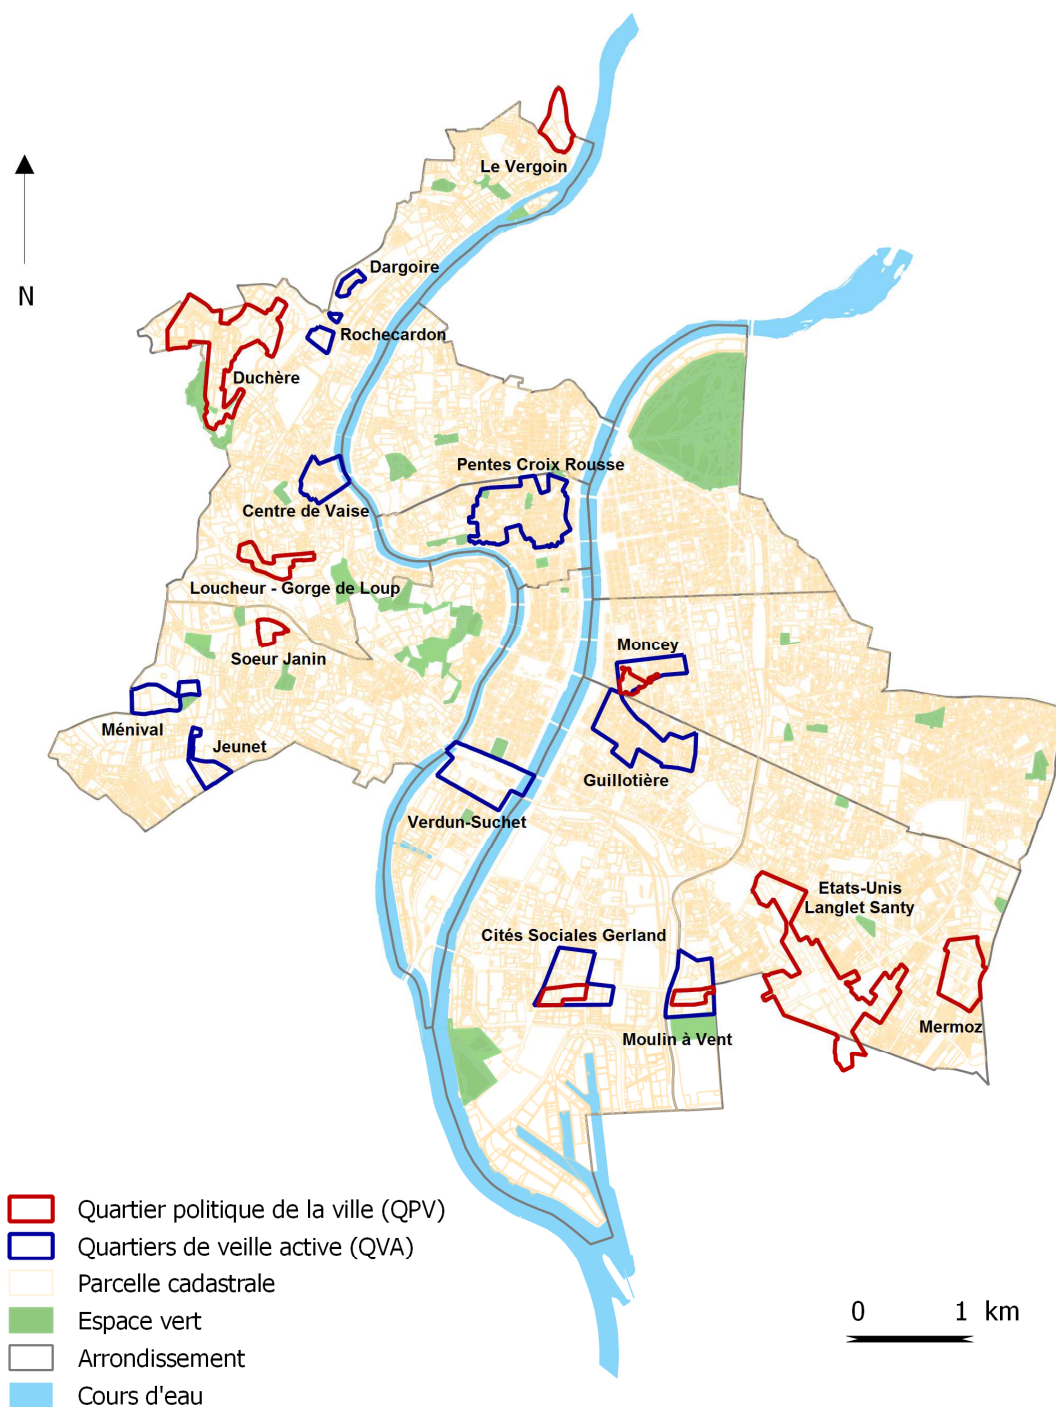 Le Vergoin
N
Dargoire
Rochecardon
Duchère
Pentes Croix Rousse
Centre de Vaise
Loucheur - Gorge de Loup
Moncey
Soeur Janin
Ménival
Jeunet
Guillotière
Verdun-Suchet
Etats-Unis
Langlet Santy
Cités Sociales Gerland
Mermoz
Moulin à Vent
Quartier politique de la ville (QPV)
Quartiers de veille active (QVA)
Parcelle cadastrale
Espace vert
Arrondissement
Cours d'eau
0 1 km